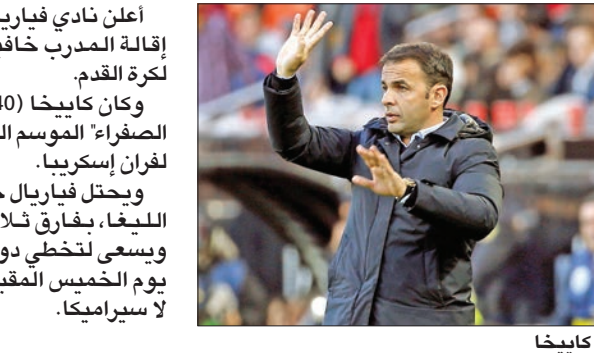 أعلن نادي فياري
إقالة المدرب خافي
لكرة القدم.
وكان كاييخا (40
الصفراء" الموسم ال
لفران إسكريبا.
ويحتل فياريال
الليغا، بفارق ثلا
ويسعى لتخطي دو
يوم الخميس المقب
لا سيراميكا.
كاييخا